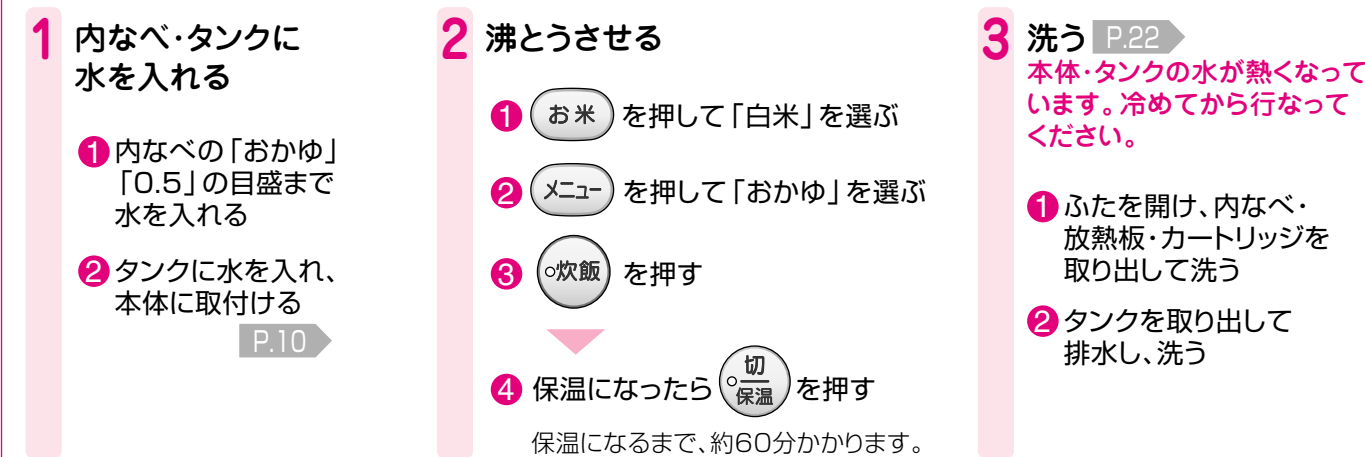 1 内なべ・タンクに
水を入れる
❶内なべの「おかゆ」
「0.5」の目盛まで
水を入れる
❷タンクに水を入れ、
本体に取付ける
P.10
2 沸とうさせる
❶ お米 を押して「白米」を選ぶ
❷ メニュー を押して「おかゆ」を選ぶ
❸ 炊飯 を押す
❹ 保温になったら 切/保温 を押す
保温になるまで、約60分かかります。
3 洗う P.22
本体・タンクの水が熱くなって
います。冷めてから行なって
ください。
❶ふたを開け、内なべ・
放熱板・カートリッジを
取り出して洗う
❷タンクを取り出して
排水し、洗う